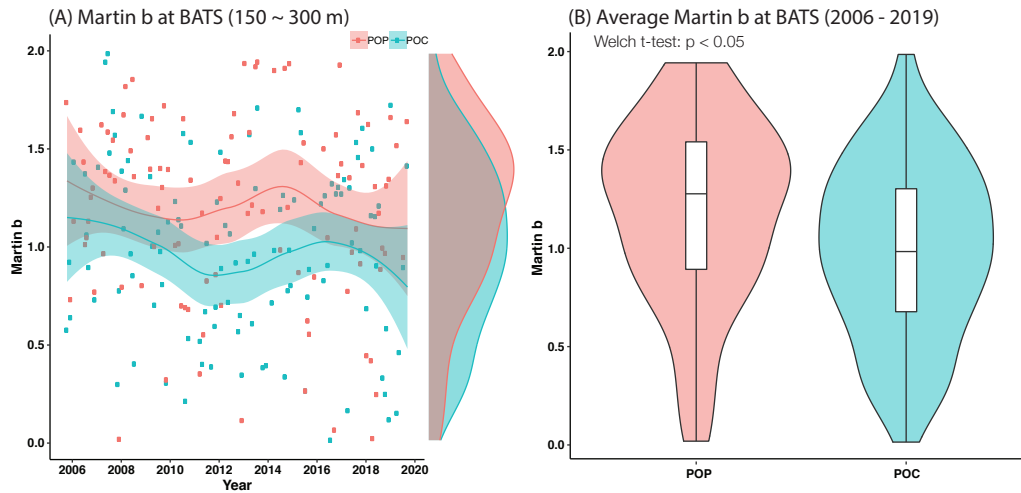 (A) Martin b at BATS (150 ~ 300 m)
POP POC
2.0
1.5
1.0
0.5
0.0
Martin b
2006 2008 2010 2012 2014 2016 2018 2020
Year
(B) Average Martin b at BATS (2006 - 2019)
Welch t-test: p < 0.05
2.0
1.5
1.0
0.5
0.0
Martin b
POP POC